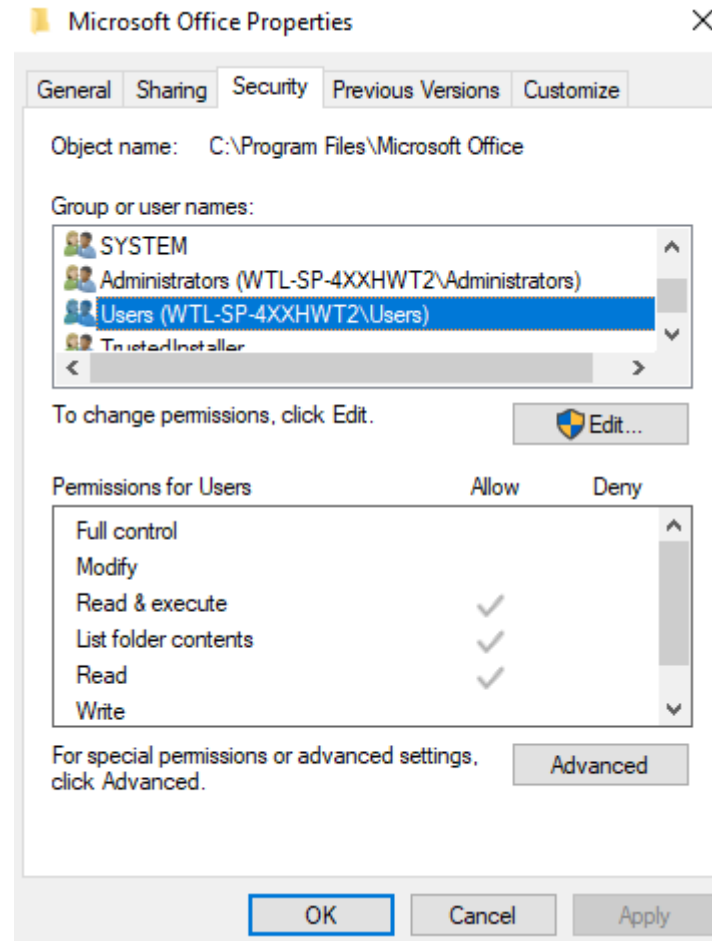 Microsoft Office Properties
General Sharing Security Previous Versions Customize
Object name: C:\Program Files\Microsoft Office
Group or user names:
SYSTEM
Administrators (WTL-SP-4XXHWT2\Administrators)
Users (WTL-SP-4XXHWT2\Users)
TrustedInstaller
To change permissions, click Edit. Edit...
Permissions for Users Allow Deny
Full control
Modify
Read & execute
List folder contents
Read
Write
For special permissions or advanced settings,
click Advanced. Advanced
OK Cancel Apply